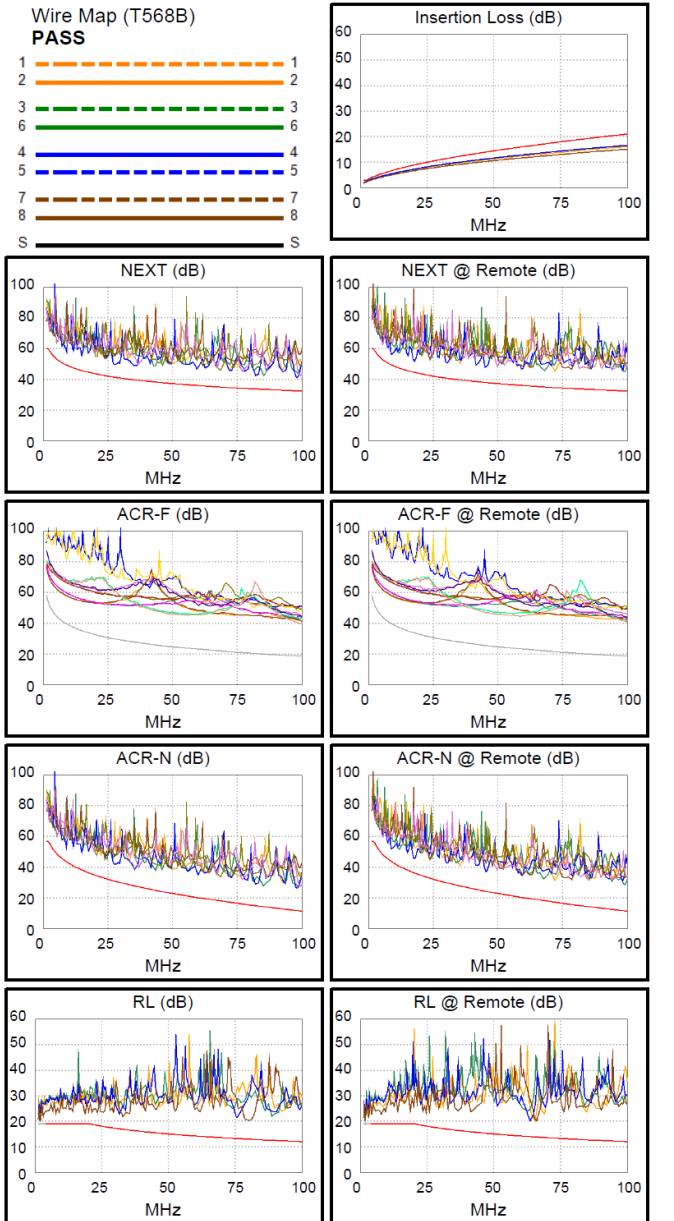 Wire Map (T568B)
PASS
1 1
2 2
3 3
6 6
4 4
5 5
7 7
8 8
S S
Insertion Loss (dB)
60
50
40
30
20
10
0
0 25 50 75 100
MHz
NEXT (dB)
100
80
60
40
20
0
0 25 50 75 100
MHz
NEXT @ Remote (dB)
100
80
60
40
20
0
0 25 50 75 100
MHz
ACR-F (dB)
100
80
60
40
20
0
0 25 50 75 100
MHz
ACR-F @ Remote (dB)
100
80
60
40
20
0
0 25 50 75 100
MHz
ACR-N (dB)
100
80
60
40
20
0
0 25 50 75 100
MHz
ACR-N @ Remote (dB)
100
80
60
40
20
0
0 25 50 75 100
MHz
RL (dB)
60
50
40
30
20
10
0
0 25 50 75 100
MHz
RL @ Remote (dB)
60
50
40
30
20
10
0
0 25 50 75 100
MHz